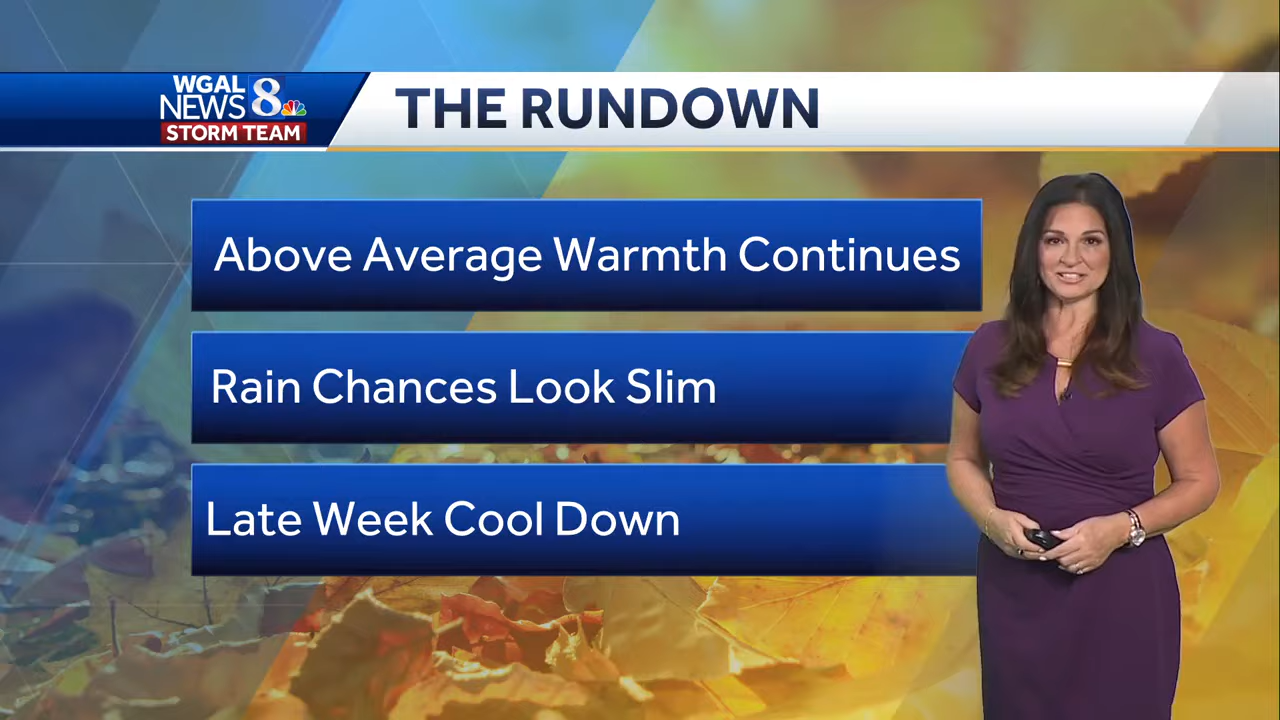 WGAL
NEWS 8
STORM TEAM
THE RUNDOWN
Above Average Warmth Continues
Rain Chances Look Slim
Late Week Cool Down